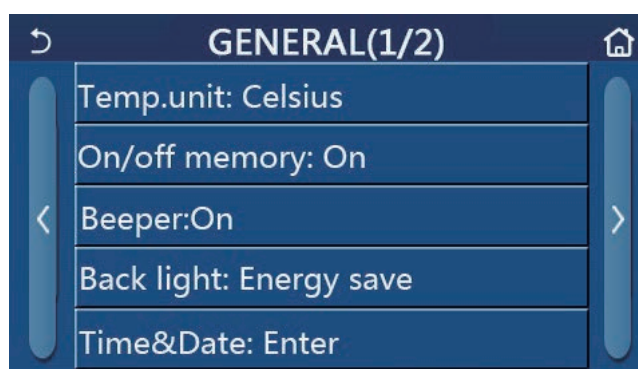 GENERAL(1/2)
Temp.unit: Celsius
On/off memory: On
Beeper:On
Back light: Energy save
Time&Date: Enter